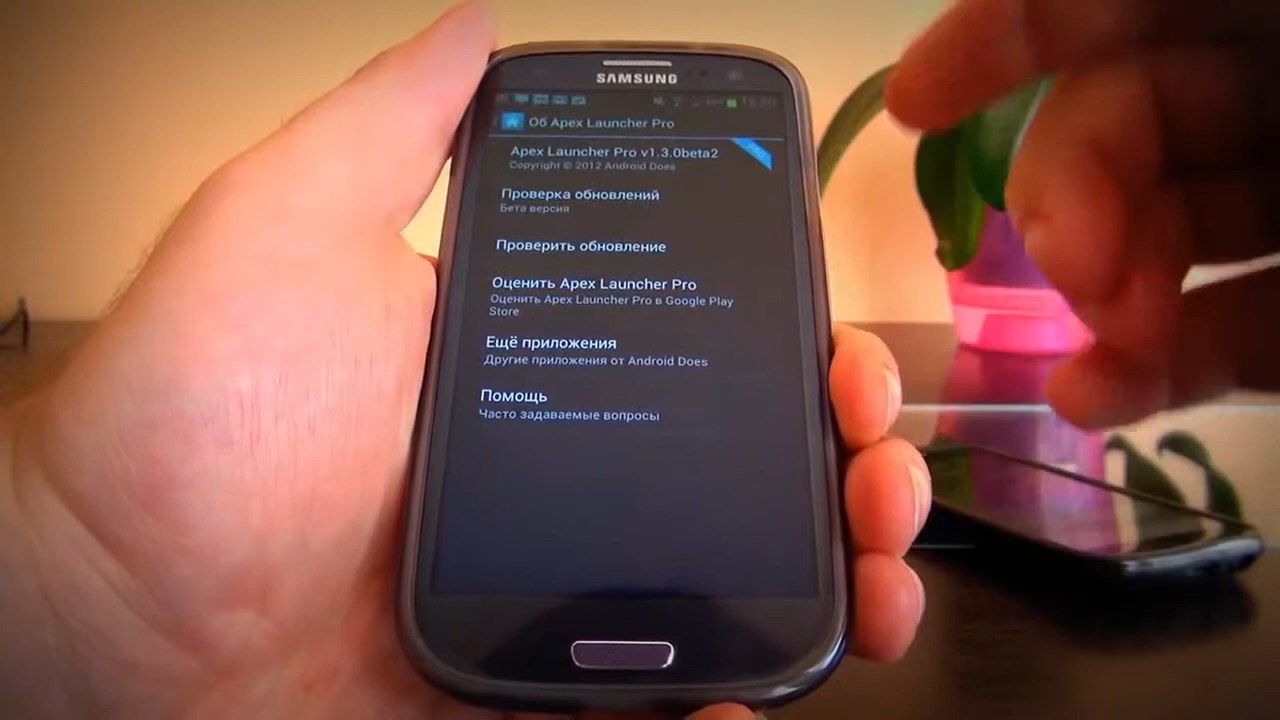 SAMSUNG
Об Apex Launcher Pro
Apex Launcher Pro v1.3.0beta2
PRO
Copyright © 2012 Android Does
Проверка обновлений
Бета версия
Проверить обновление
Оценить Apex Launcher Pro
Оценить Apex Launcher Pro в Google Play
Store
Ещё приложения
Другие приложения от Android Does
Помощь
Часто задаваемые вопросы